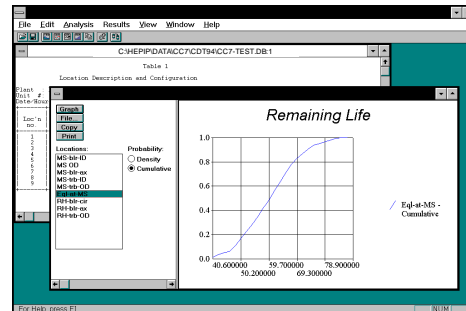 File Edit Analysis Results View Window Help
C:\HEPIP\DATA\CC7\CDT94\CC7-TEST.DB:1
Table 1
Location Description and Configuration
Plant
Unit #
Date/Hour
Loc'n
no.
1
2
3
4
5
6
7
8
9
Graph
File...
Copy
Print
Locations:
MS-blr-ID
MS OD
MS-blr-ax
MS-trb-ID
MS-trb-OD
Eql-at-MS
RH-blr-cir
RH-blr-ax
RH-trb-OD
Probability:
Density
Cumulative
Remaining Life
1.0
0.8
0.6
0.4
0.2
0.0
40.600000 59.700000 78.900000
50.200000 69.300000
Eql-at-MS -
Cumulative
For Help, press F1
NUM